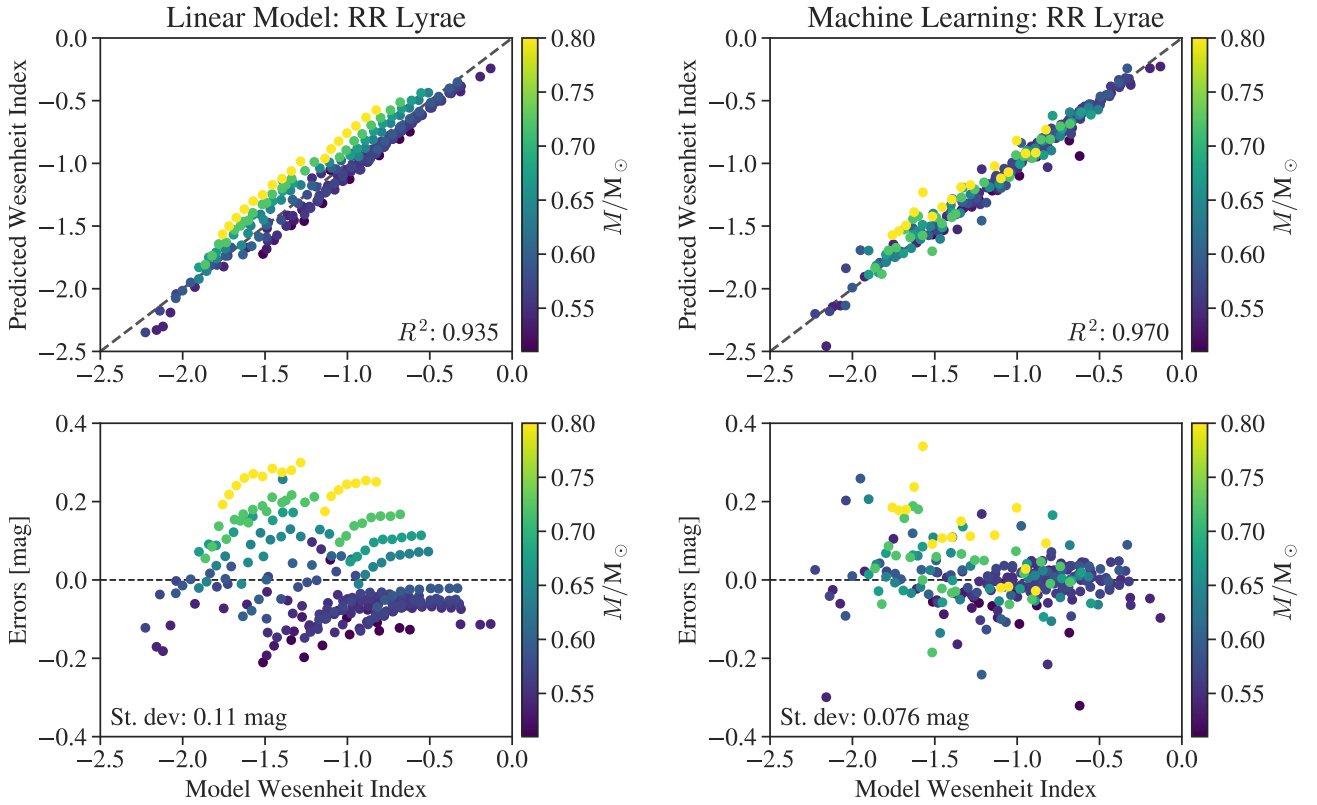 Linear Model: RR Lyrae
Predicted Wesenheit Index
0.0
−0.5
−1.0
−1.5
−2.0
−2.5
−2.5 −2.0 −1.5 −1.0 −0.5 0.0
R²: 0.935
0.80
0.75
0.70
0.65
0.60
0.55
M/M☉
Machine Learning: RR Lyrae
Predicted Wesenheit Index
0.0
−0.5
−1.0
−1.5
−2.0
−2.5
−2.5 −2.0 −1.5 −1.0 −0.5 0.0
R²: 0.970
0.80
0.75
0.70
0.65
0.60
0.55
M/M☉
Errors [mag]
0.4
0.2
0.0
−0.2
−0.4
St. dev: 0.11 mag
−2.5 −2.0 −1.5 −1.0 −0.5 0.0
Model Wesenheit Index
0.80
0.75
0.70
0.65
0.60
0.55
M/M☉
Errors [mag]
0.4
0.2
0.0
−0.2
−0.4
St. dev: 0.076 mag
−2.5 −2.0 −1.5 −1.0 −0.5 0.0
Model Wesenheit Index
0.80
0.75
0.70
0.65
0.60
0.55
M/M☉